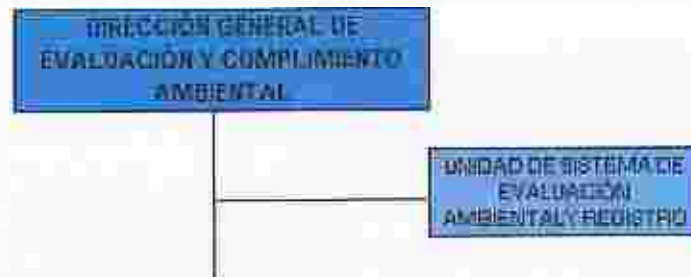 DIRECCIÓN GENERAL DE
EVALUACIÓN Y CUMPLIMIENTO
AMBIENTAL
UNIDAD DE SISTEMA DE
EVALUACIÓN
AMBIENTAL Y REGISTRO